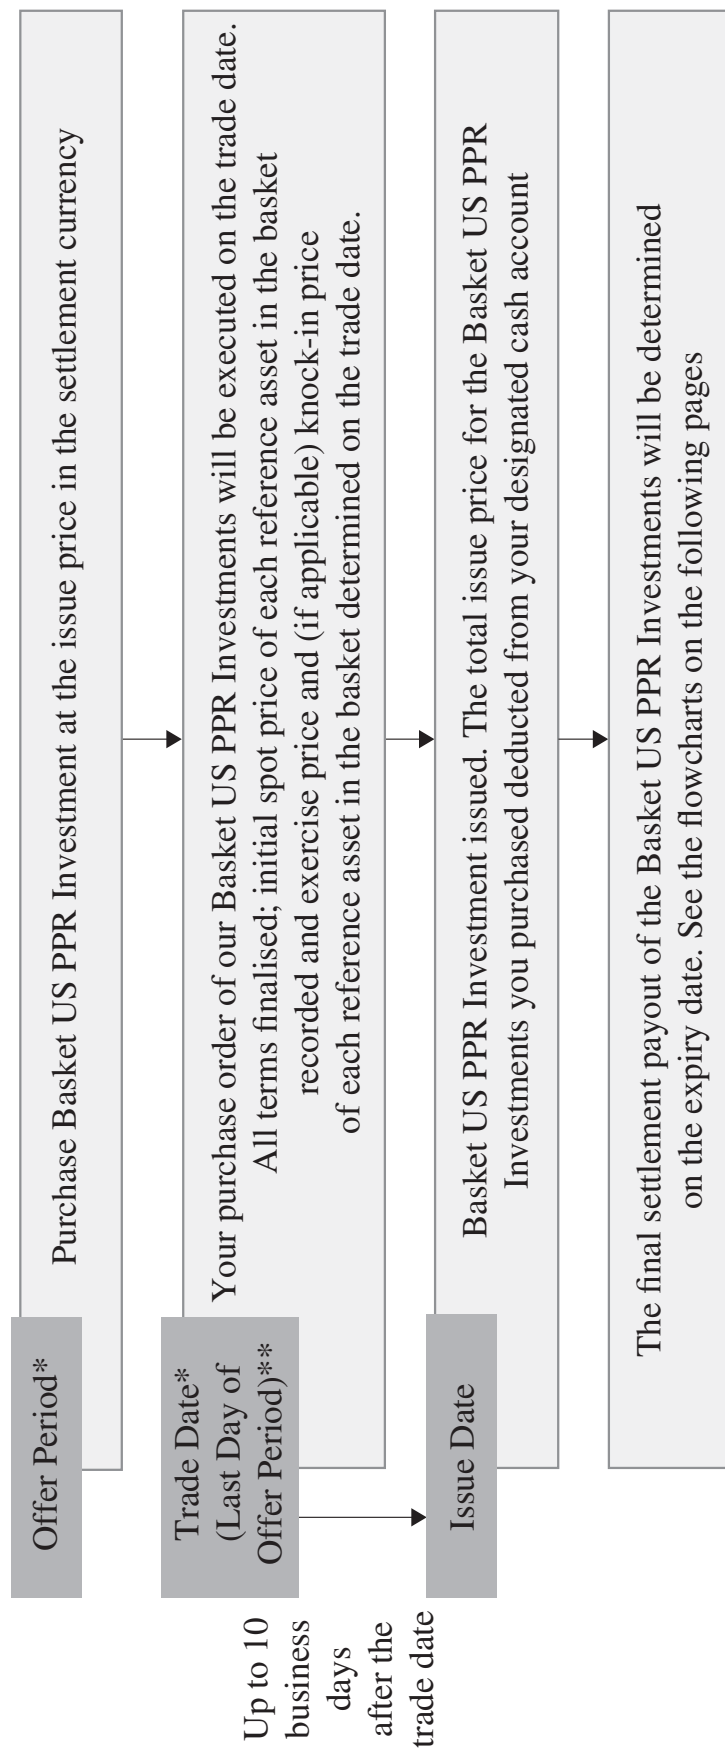 Offer Period*
Purchase Basket US PPR Investment at the issue price in the settlement currency
Trade Date*
(Last Day of
Offer Period)**
Your purchase order of our Basket US PPR Investments will be executed on the trade date.
All terms finalised; initial spot price of each reference asset in the basket
recorded and exercise price and (if applicable) knock-in price
of each reference asset in the basket determined on the trade date.
Up to 10
business
days
after the
trade date
Issue Date
Basket US PPR Investment issued. The total issue price for the Basket US PPR
Investments you purchased deducted from your designated cash account
The final settlement payout of the Basket US PPR Investments will be determined
on the expiry date. See the flowcharts on the following pages